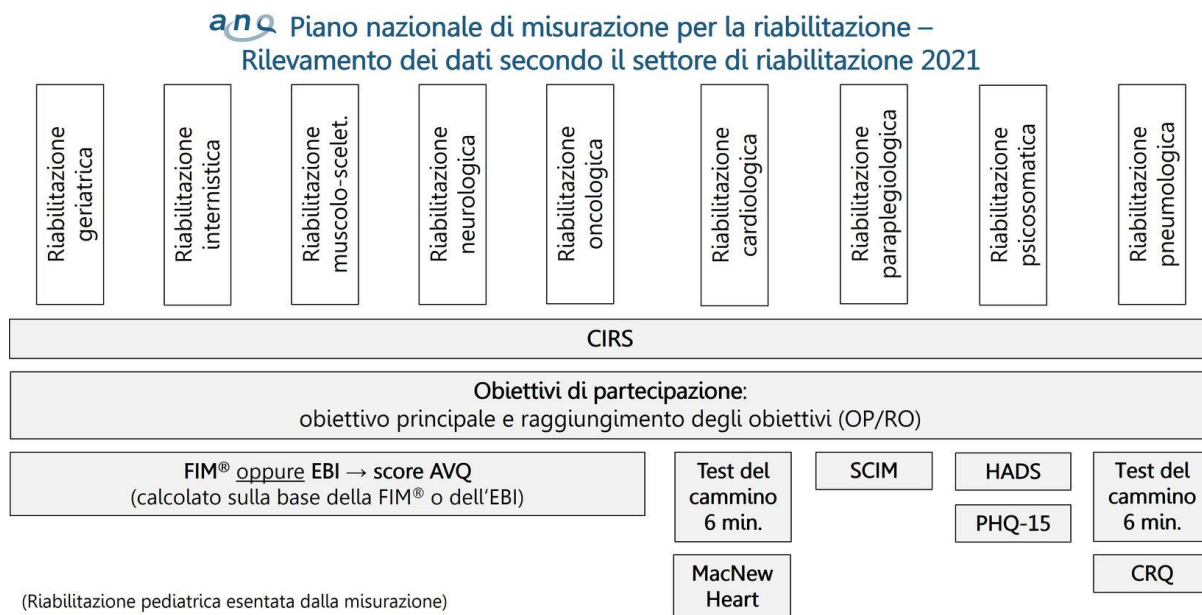 anq Piano nazionale di misurazione per la riabilitazione –
Rilevamento dei dati secondo il settore di riabilitazione 2021
Riabilitazione
geriatrica
Riabilitazione
internistica
Riabilitazione
muscolo-scelet.
Riabilitazione
neurologica
Riabilitazione
oncologica
Riabilitazione
cardiologica
Riabilitazione
paraplegiologica
Riabilitazione
psicosomatica
Riabilitazione
pneumologica
CIRS
Obiettivi di partecipazione:
obiettivo principale e raggiungimento degli obiettivi (OP/RO)
FIM® oppure EBI → score AVQ
(calcolato sulla base della FIM® o dell'EBI)
Test del
cammino
6 min.
MacNew
Heart
SCIM
HADS
PHQ-15
Test del
cammino
6 min.
CRQ
(Riabilitazione pediatrica esentata dalla misurazione)